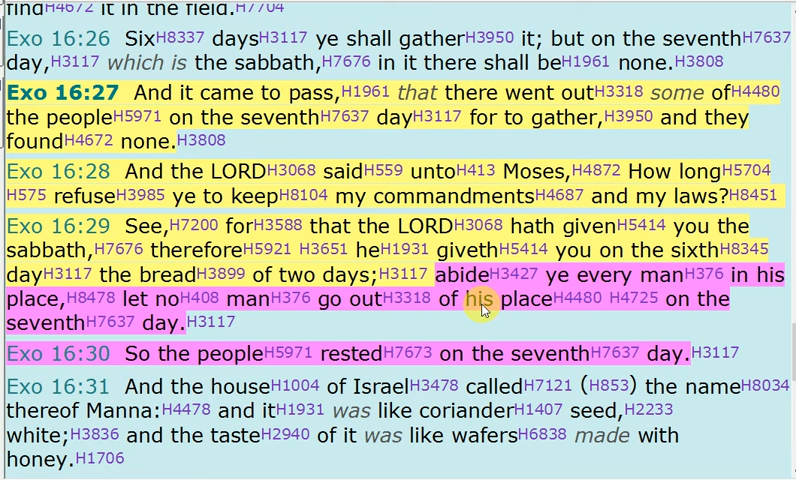 findH4672 it in the field.H7704
Exo 16:26 SixH8337 daysH3117 ye shall gatherH3950 it; but on the seventhH7637
day,H3117 which is the sabbath,H7676 in it there shall beH1961 none.H3808
Exo 16:27 And it came to pass,H1961 that there went outH3318 some ofH4480
the peopleH5971 on the seventhH7637 dayH3117 for to gather,H3950 and they
foundH4672 none.H3808
Exo 16:28 And the LORDH3068 saidH559 untoH413 Moses,H4872 How longH5704
H575 refuseH3985 ye to keepH8104 my commandmentsH4687 and my laws?H8451
Exo 16:29 See,H7200 forH3588 that the LORDH3068 hath givenH5414 you the
sabbath,H7676 thereforeH5921 H3651 heH1931 givethH5414 you on the sixthH8345
dayH3117 the breadH3899 of two days;H3117 abideH3427 ye every manH376 in his
place,H8478 let noH408 manH376 go outH3318 of his placeH4480 H4725 on the
seventhH7637 day.H3117
Exo 16:30 So the peopleH5971 restedH7673 on the seventhH7637 day.H3117
Exo 16:31 And the houseH1004 of IsraelH3478 calledH7121 (H853) the nameH8034
thereof Manna:H4478 and itH1931 was like corianderH1407 seed,H2233
white;H3836 and the tasteH2940 of it was like wafersH6838 made with
honey.H1706